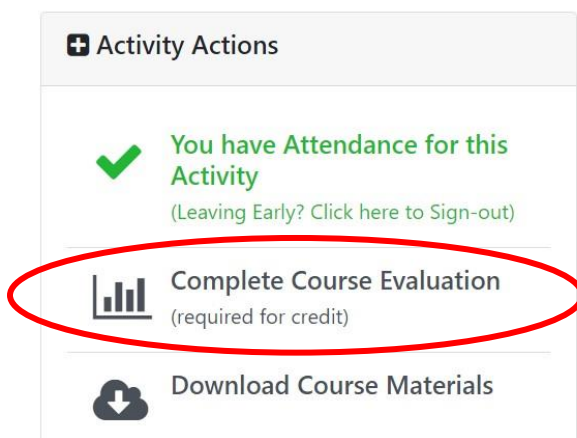 Activity Actions
You have Attendance for this
Activity
(Leaving Early? Click here to Sign-out)
Complete Course Evaluation
(required for credit)
Download Course Materials